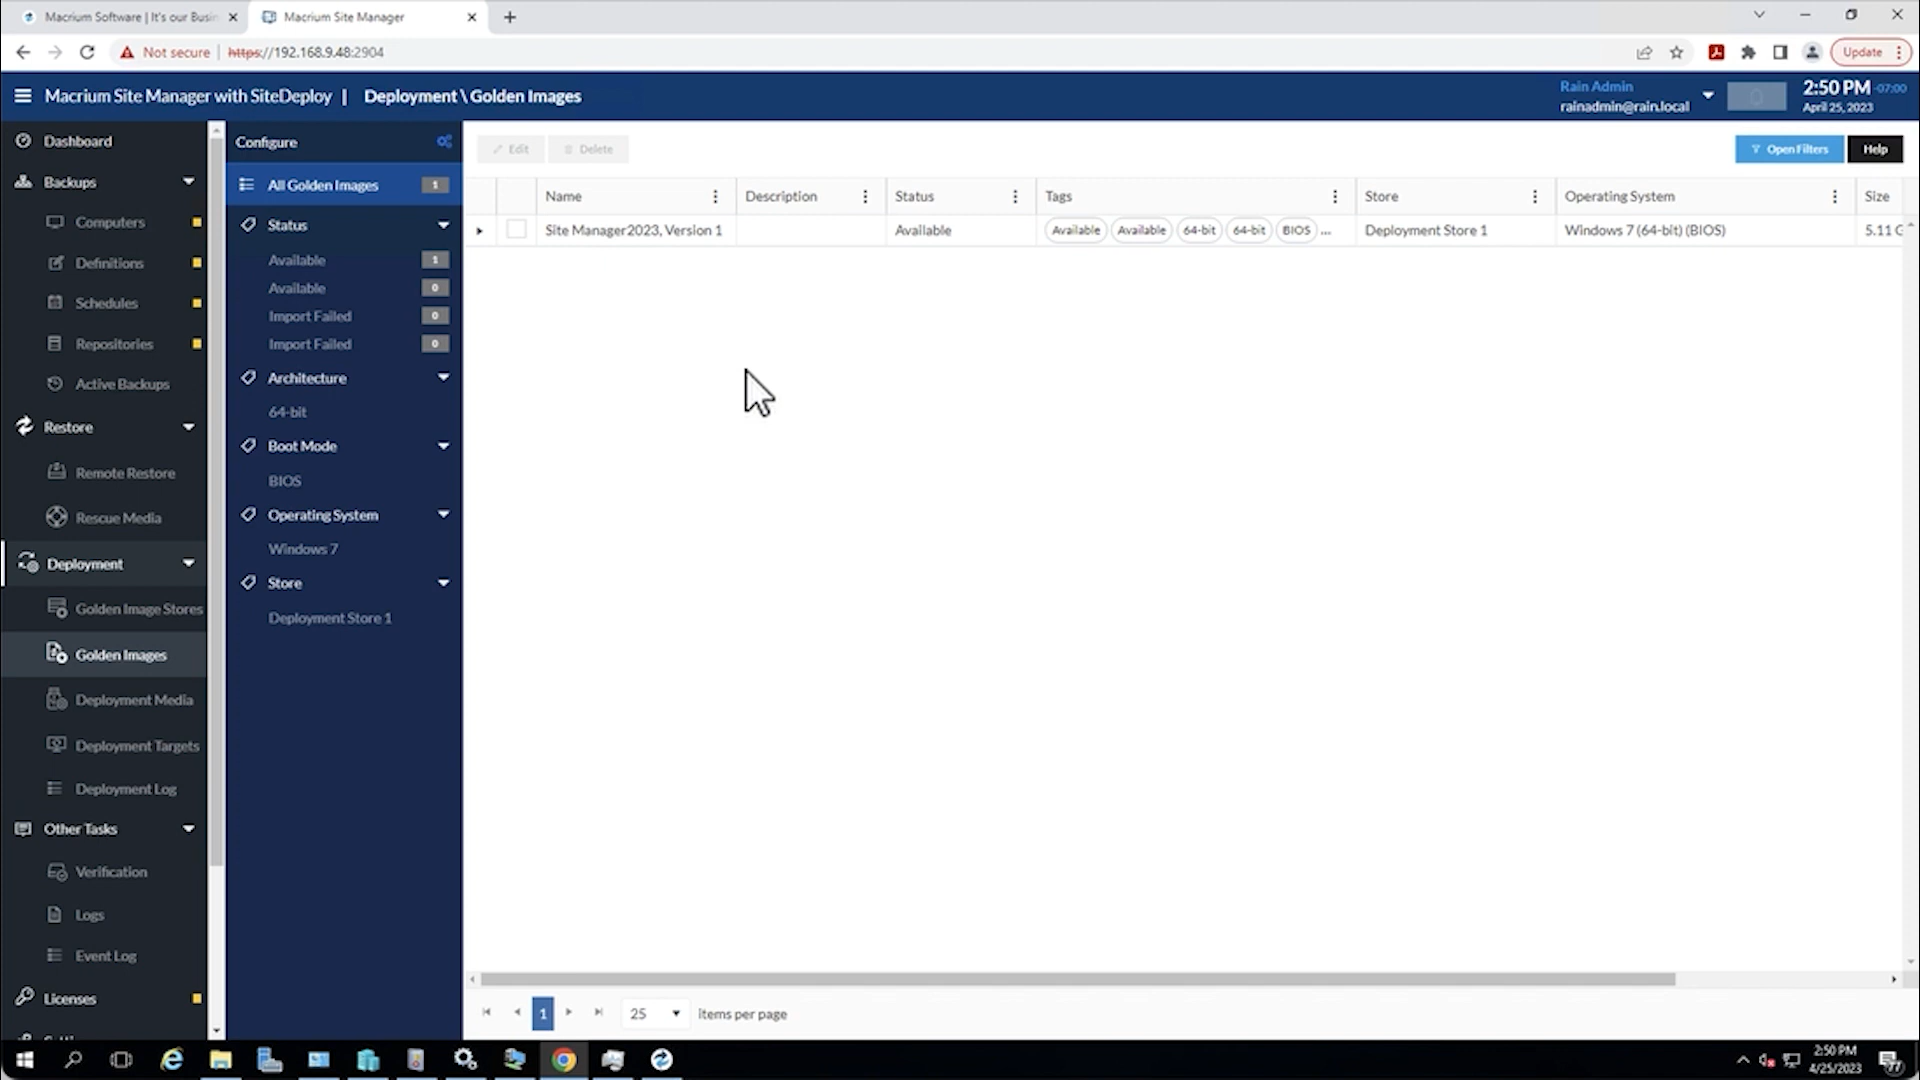 Macrium Software | It's our Busin
Macrium Site Manager
Not secure
https://192.168.9.48:2904
Update
Macrium Site Manager with SiteDeploy | Deployment \ Golden Images
Rain Admin
rainadmin@rain.local
0
2:50 PM -07:00
April 25, 2023
Dashboard
Backups
Computers
Definitions
Schedules
Repositories
Active Backups
Restore
Remote Restore
Rescue Media
Deployment
Golden Image Stores
Golden Images
Deployment Media
Deployment Targets
Deployment Log
Other Tasks
Verification
Logs
Event Log
Licenses
Configure
All Golden Images 1
Status
Available 1
Available 0
Import Failed 0
Import Failed 0
Architecture
64-bit
Boot Mode
BIOS
Operating System
Windows 7
Store
Deployment Store 1
Edit Delete
Open Filters Help
Name Description Status Tags Store Operating System Size
Site Manager2023, Version 1 Available Available Available 64-bit 64-bit BIOS ... Deployment Store 1 Windows 7 (64-bit) (BIOS) 5.11 G
1 25 items per page
2:50 PM
4/25/2023